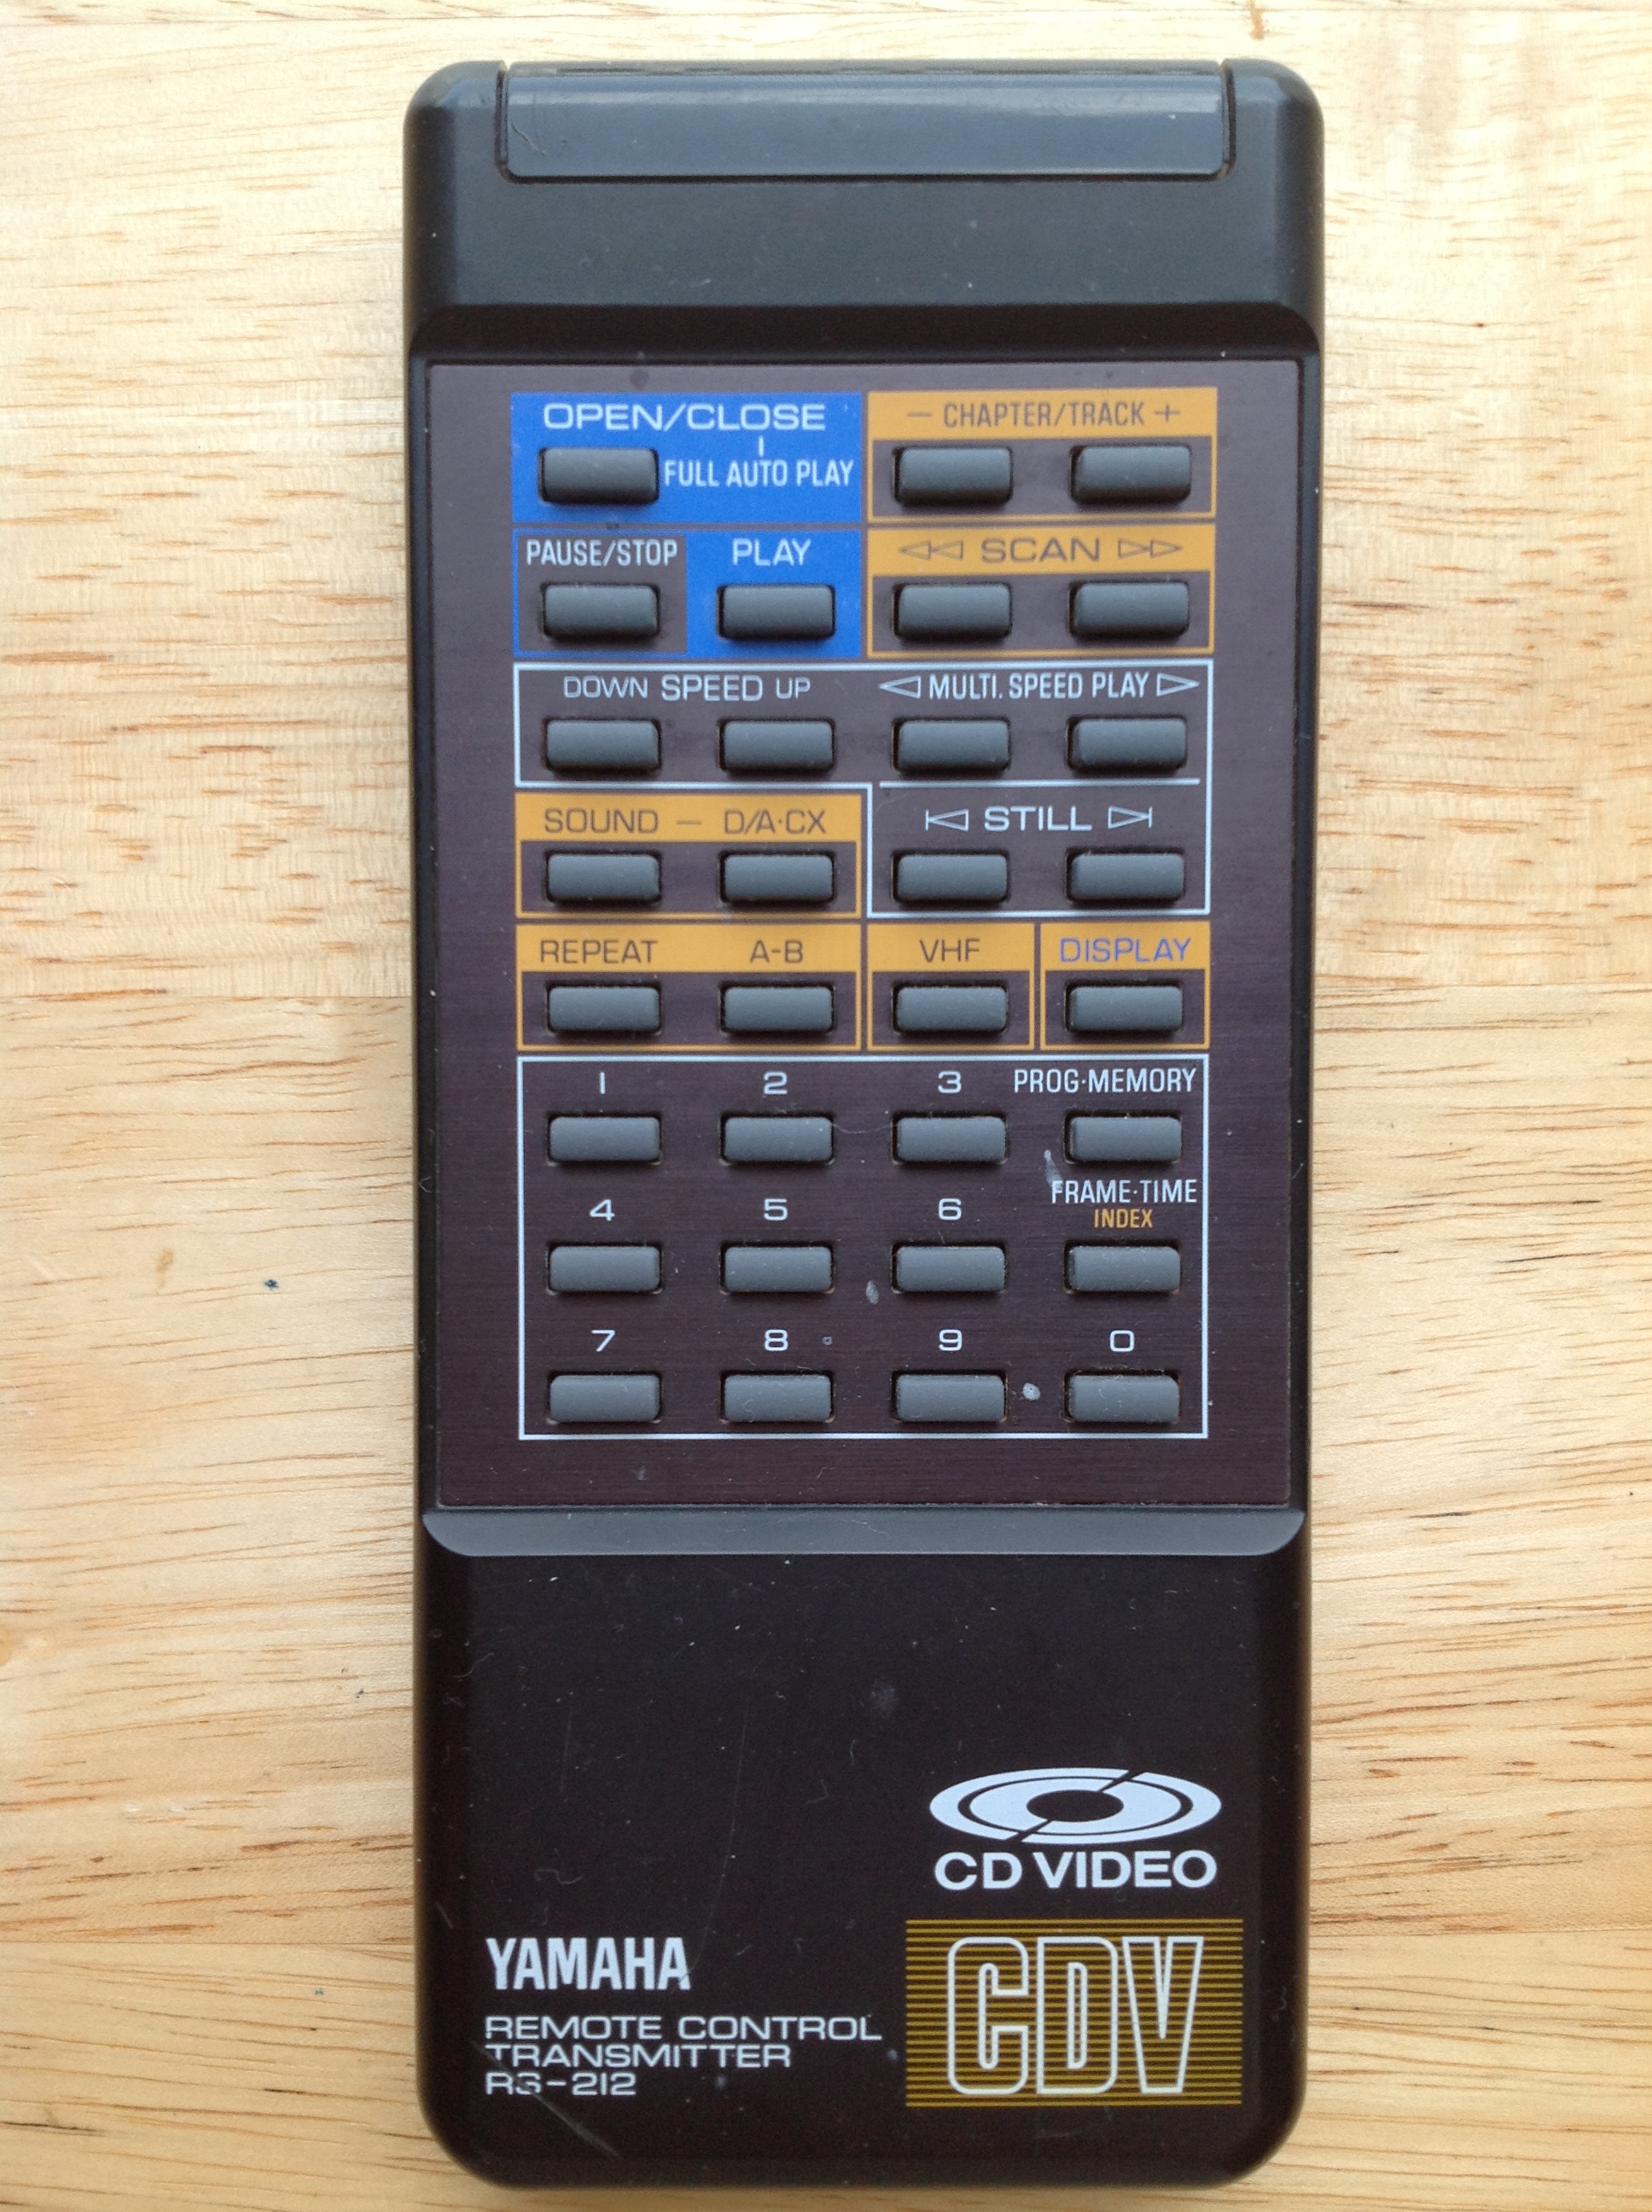 OPEN/CLOSE
FULL AUTO PLAY
− CHAPTER/TRACK +
PAUSE/STOP
PLAY
◁◁ SCAN ▷▷
DOWN SPEED UP
◁ MULTI. SPEED PLAY ▷
SOUND — D/A·CX
|◁ STILL ▷|
REPEAT
A-B
VHF
DISPLAY
1 2 3 PROG·MEMORY
4 5 6 FRAME·TIME
INDEX
7 8 9 0
CD VIDEO
YAMAHA
CDV
REMOTE CONTROL
TRANSMITTER
RS-212